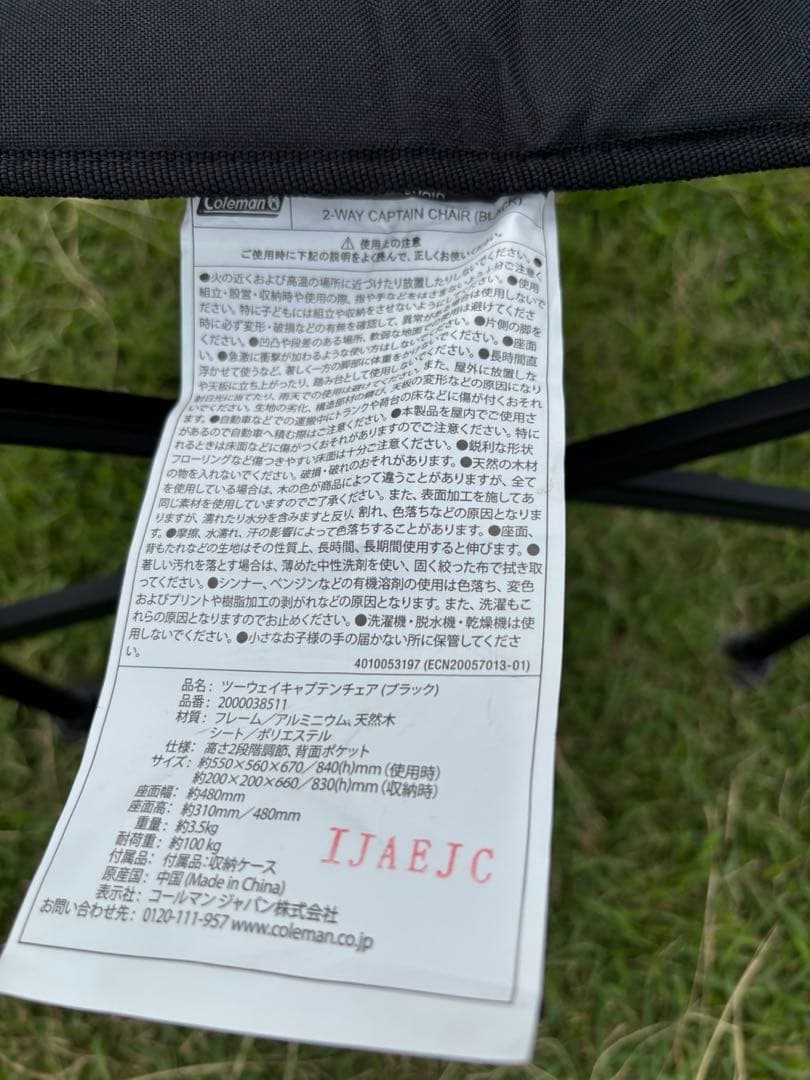 CHAIR
Coleman
2-WAY CAPTAIN CHAIR (BLACK)
⚠ 使用上の注意
ご使用時に下記の説明をよく読んで、正しくお使いください。
●火の近くおよび高温の場所に近づけたり放置したりしないでください。●
組立・設営・収納時や使用の際、指や手などをはさまないよう十分ご注意く
ださい。特に子どもには組立や収納をさせないようにしてください。●使用
時に必ず変形・破損などの有無を確認して、異常がある場合は使用しないで
ください。●凹凸や段差のある場所、軟弱な地面での使用は避けてくださ
い。●急激に衝撃が加わるような使い方はしないでください。●片側の脚を
浮かせて使うなど、著しく一方の脚部に体重をかけないでください。●座面
や天板に立ち上がったり、踏み台として使用しないでください。●長時間直
射日光に当てたり、雨天での使用は避けてください。また、屋外に放置した
いでください。生地の劣化、構造部材の錆び、天板の変形などの原因になり
ます。●自動車などでの運搬中にトランクや荷台の床などに傷が付くおそれ
があるので自動車へ積む際はご注意ください。●本製品を屋内でご使用さ
れるときは床面などに傷がつくおそれがありますのでご注意ください。特に
フローリングなど傷つきやすい床面は十分ご注意ください。●鋭利な形状
の物を入れないでください。破損・破れのおそれがあります。●天然の木材
を使用している場合は、木の色が商品によって違うことがありますが、全て
同じ素材を使用していますのでご了承ください。また、表面加工を施してあ
りますが、濡れたり水分を含みますと反り、割れ、色落ちなどの原因となりま
す。●摩擦、水濡れ、汗の影響によって色落ちすることがあります。●座面、
背もたれなどの生地はその性質上、長時間、長期間使用すると伸びます。●
著しい汚れを落とす場合は、薄めた中性洗剤を使い、固く絞った布で拭き取
ってください。●シンナー、ベンジンなどの有機溶剤の使用は色落ち、変色
およびプリントや樹脂加工の剥がれなどの原因となります。また、洗濯もこ
れらの原因となりますのでお止めください。●洗濯機・脱水機・乾燥機は使
用しないでください。●小さなお子様の手の届かない所に保管してくださ
い。
4010053197 (ECN20057013-01)
品名： ツーウェイキャプテンチェア (ブラック)
品番： 2000038511
材質： フレーム／アルミニウム、天然木
シート／ポリエステル
仕様： 高さ2段階調節、背面ポケット
サイズ： 約550×560×670／840(h)mm（使用時）
約200×200×660／830(h)mm（収納時）
座面幅： 約480mm
座面高： 約310mm／480mm
重量： 約3.5kg
耐荷重： 約100kg
付属品： 付属品：収納ケース
原産国： 中国 (Made in China)
表示社： コールマン ジャパン株式会社
お問い合わせ先： 0120-111-957 www.coleman.co.jp
IJAEJC